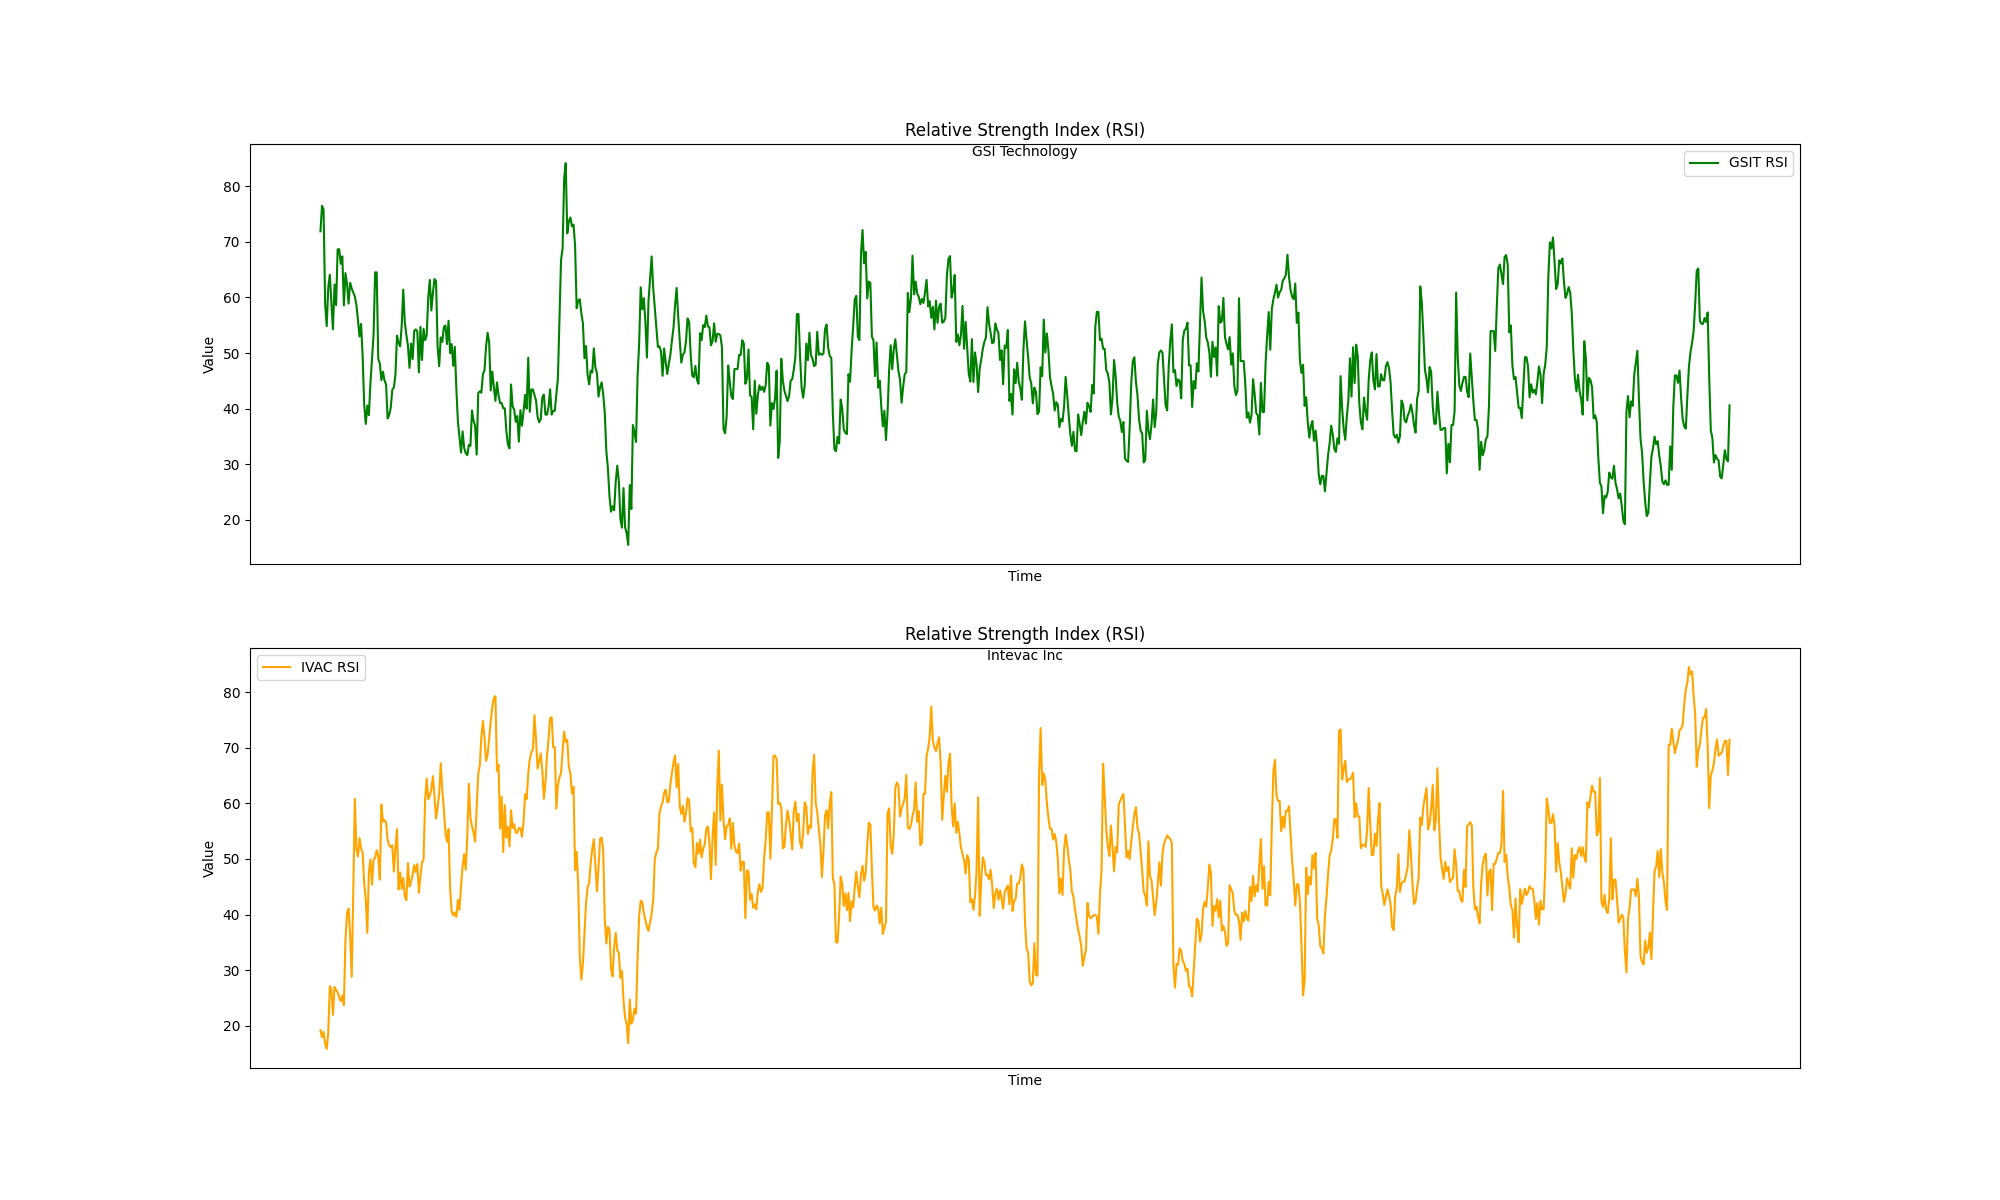 Relative Strength Index (RSI)
GSI Technology
GSIT RSI
80
70
60
50
40
30
20
Value
Time
Relative Strength Index (RSI)
Intevac Inc
IVAC RSI
80
70
60
50
40
30
20
Value
Time